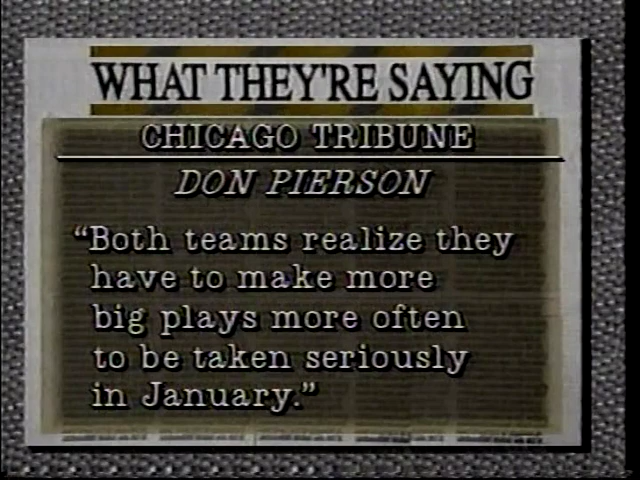 WHAT THEY'RE SAYING
CHICAGO TRIBUNE
DON PIERSON
“Both teams realize they
have to make more
big plays more often
to be taken seriously
in January.”